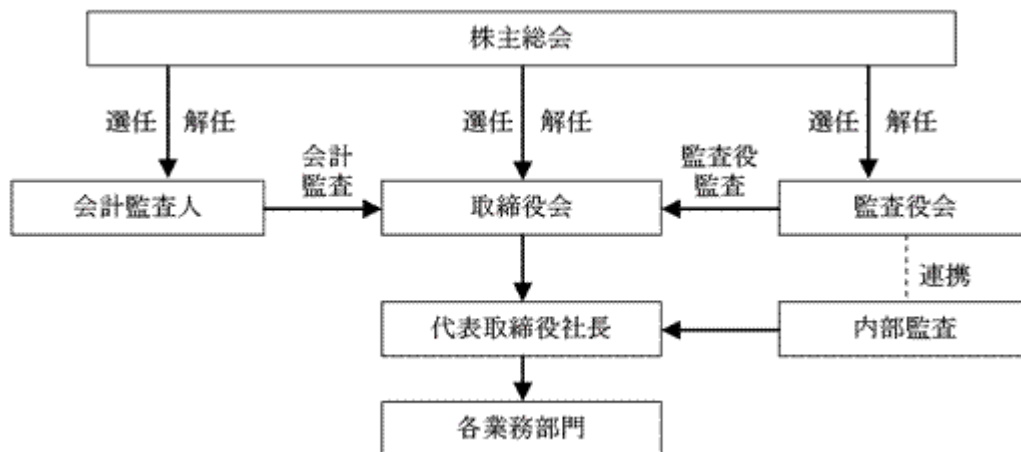 株主総会
選任 解任
選任 解任
選任 解任
会計
監査
監査役
監査
会計監査人
取締役会
監査役会
連携
代表取締役社長
内部監査
各業務部門